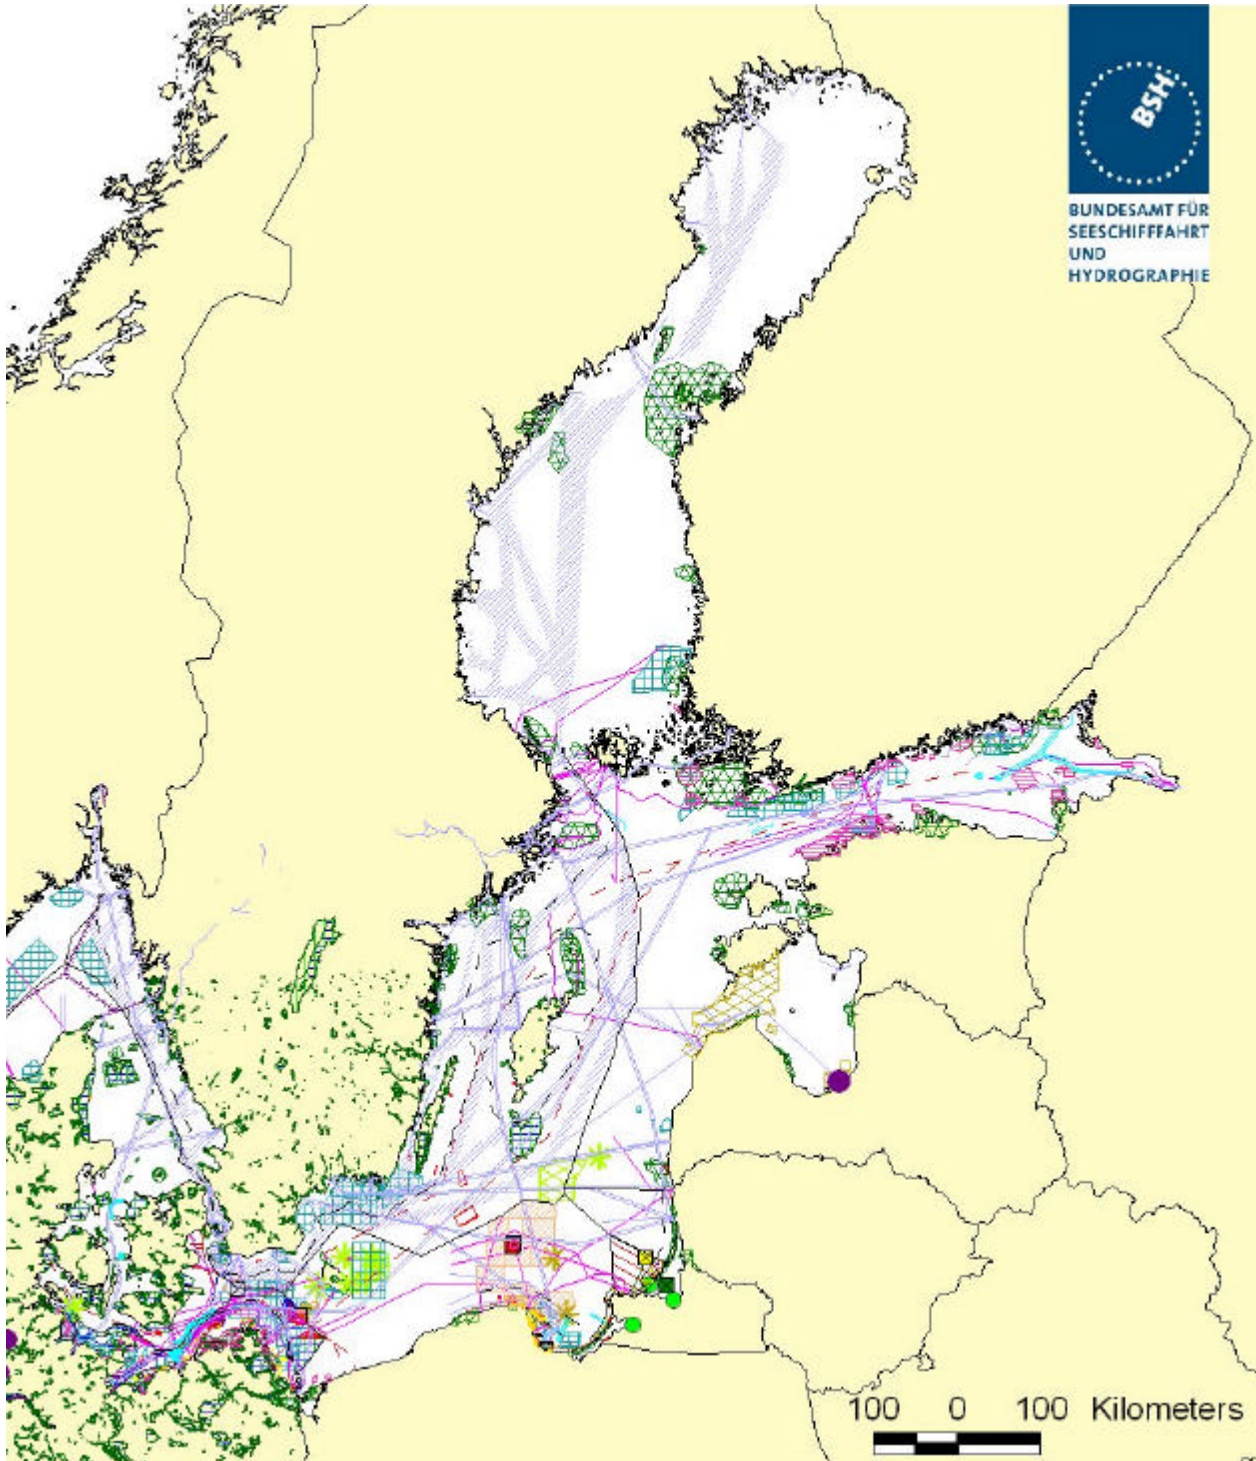 BSH
BUNDESAMT FÜR
SEESCHIFFFAHRT
UND
HYDROGRAPHIE
100 0 100 Kilometers